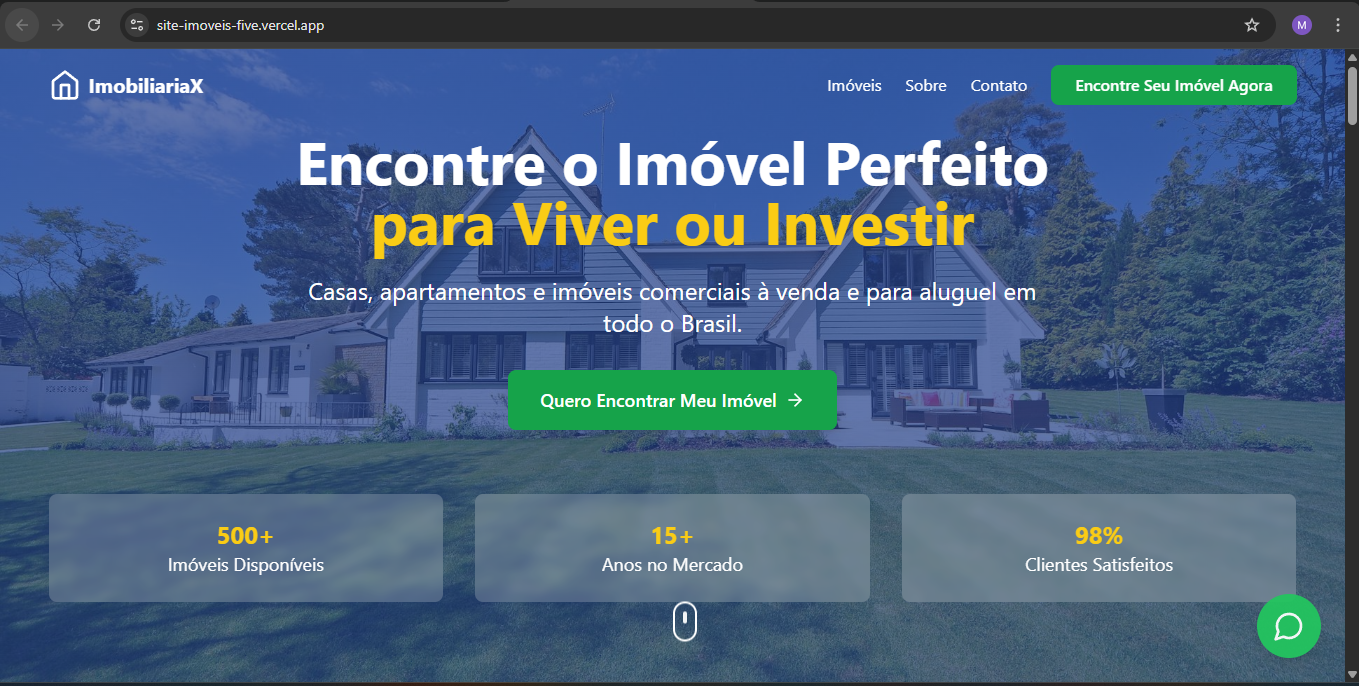 site-imoveis-five.vercel.app
M
ImobiliariaX
Imóveis
Sobre
Contato
Encontre Seu Imóvel Agora
Encontre o Imóvel Perfeito
para Viver ou Investir
Casas, apartamentos e imóveis comerciais à venda e para aluguel em
todo o Brasil.
Quero Encontrar Meu Imóvel →
500+
Imóveis Disponíveis
15+
Anos no Mercado
98%
Clientes Satisfeitos